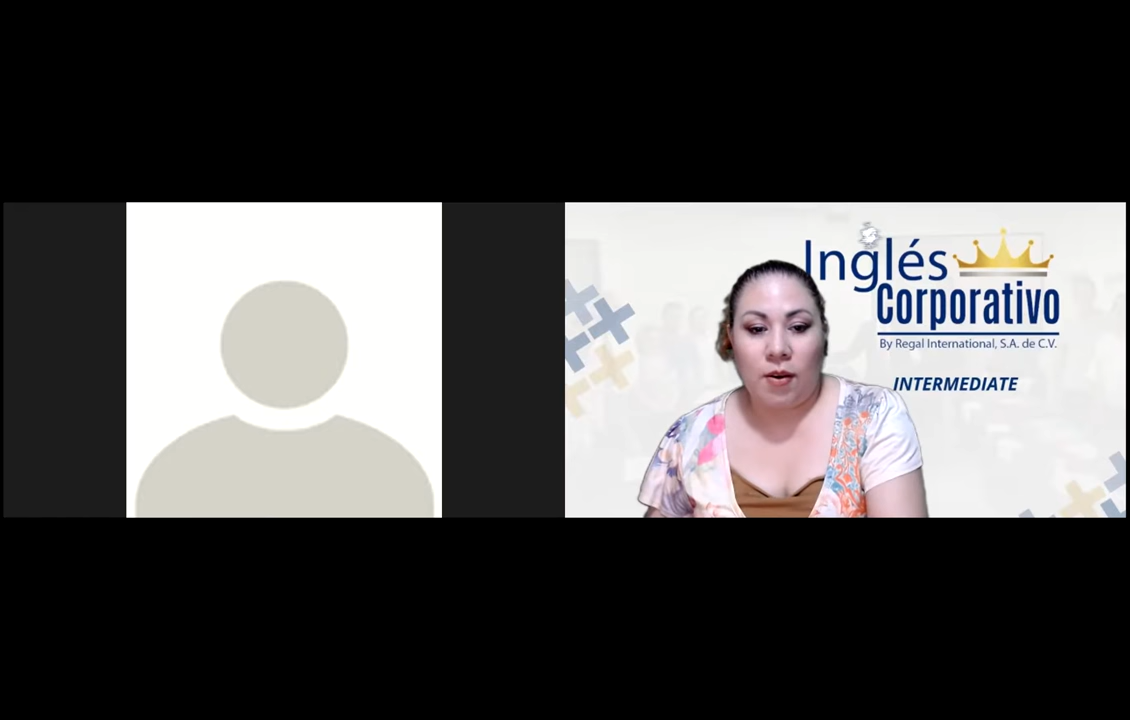 Inglés
Corporativo
By Regal International, S.A. de C.V.
INTERMEDIATE